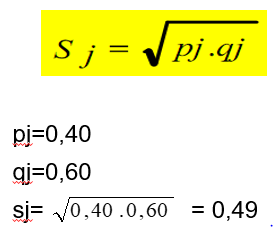 S j = √pj.qj
pj=0,40
qj=0,60
sj= √0,40.0,60 = 0,49 .